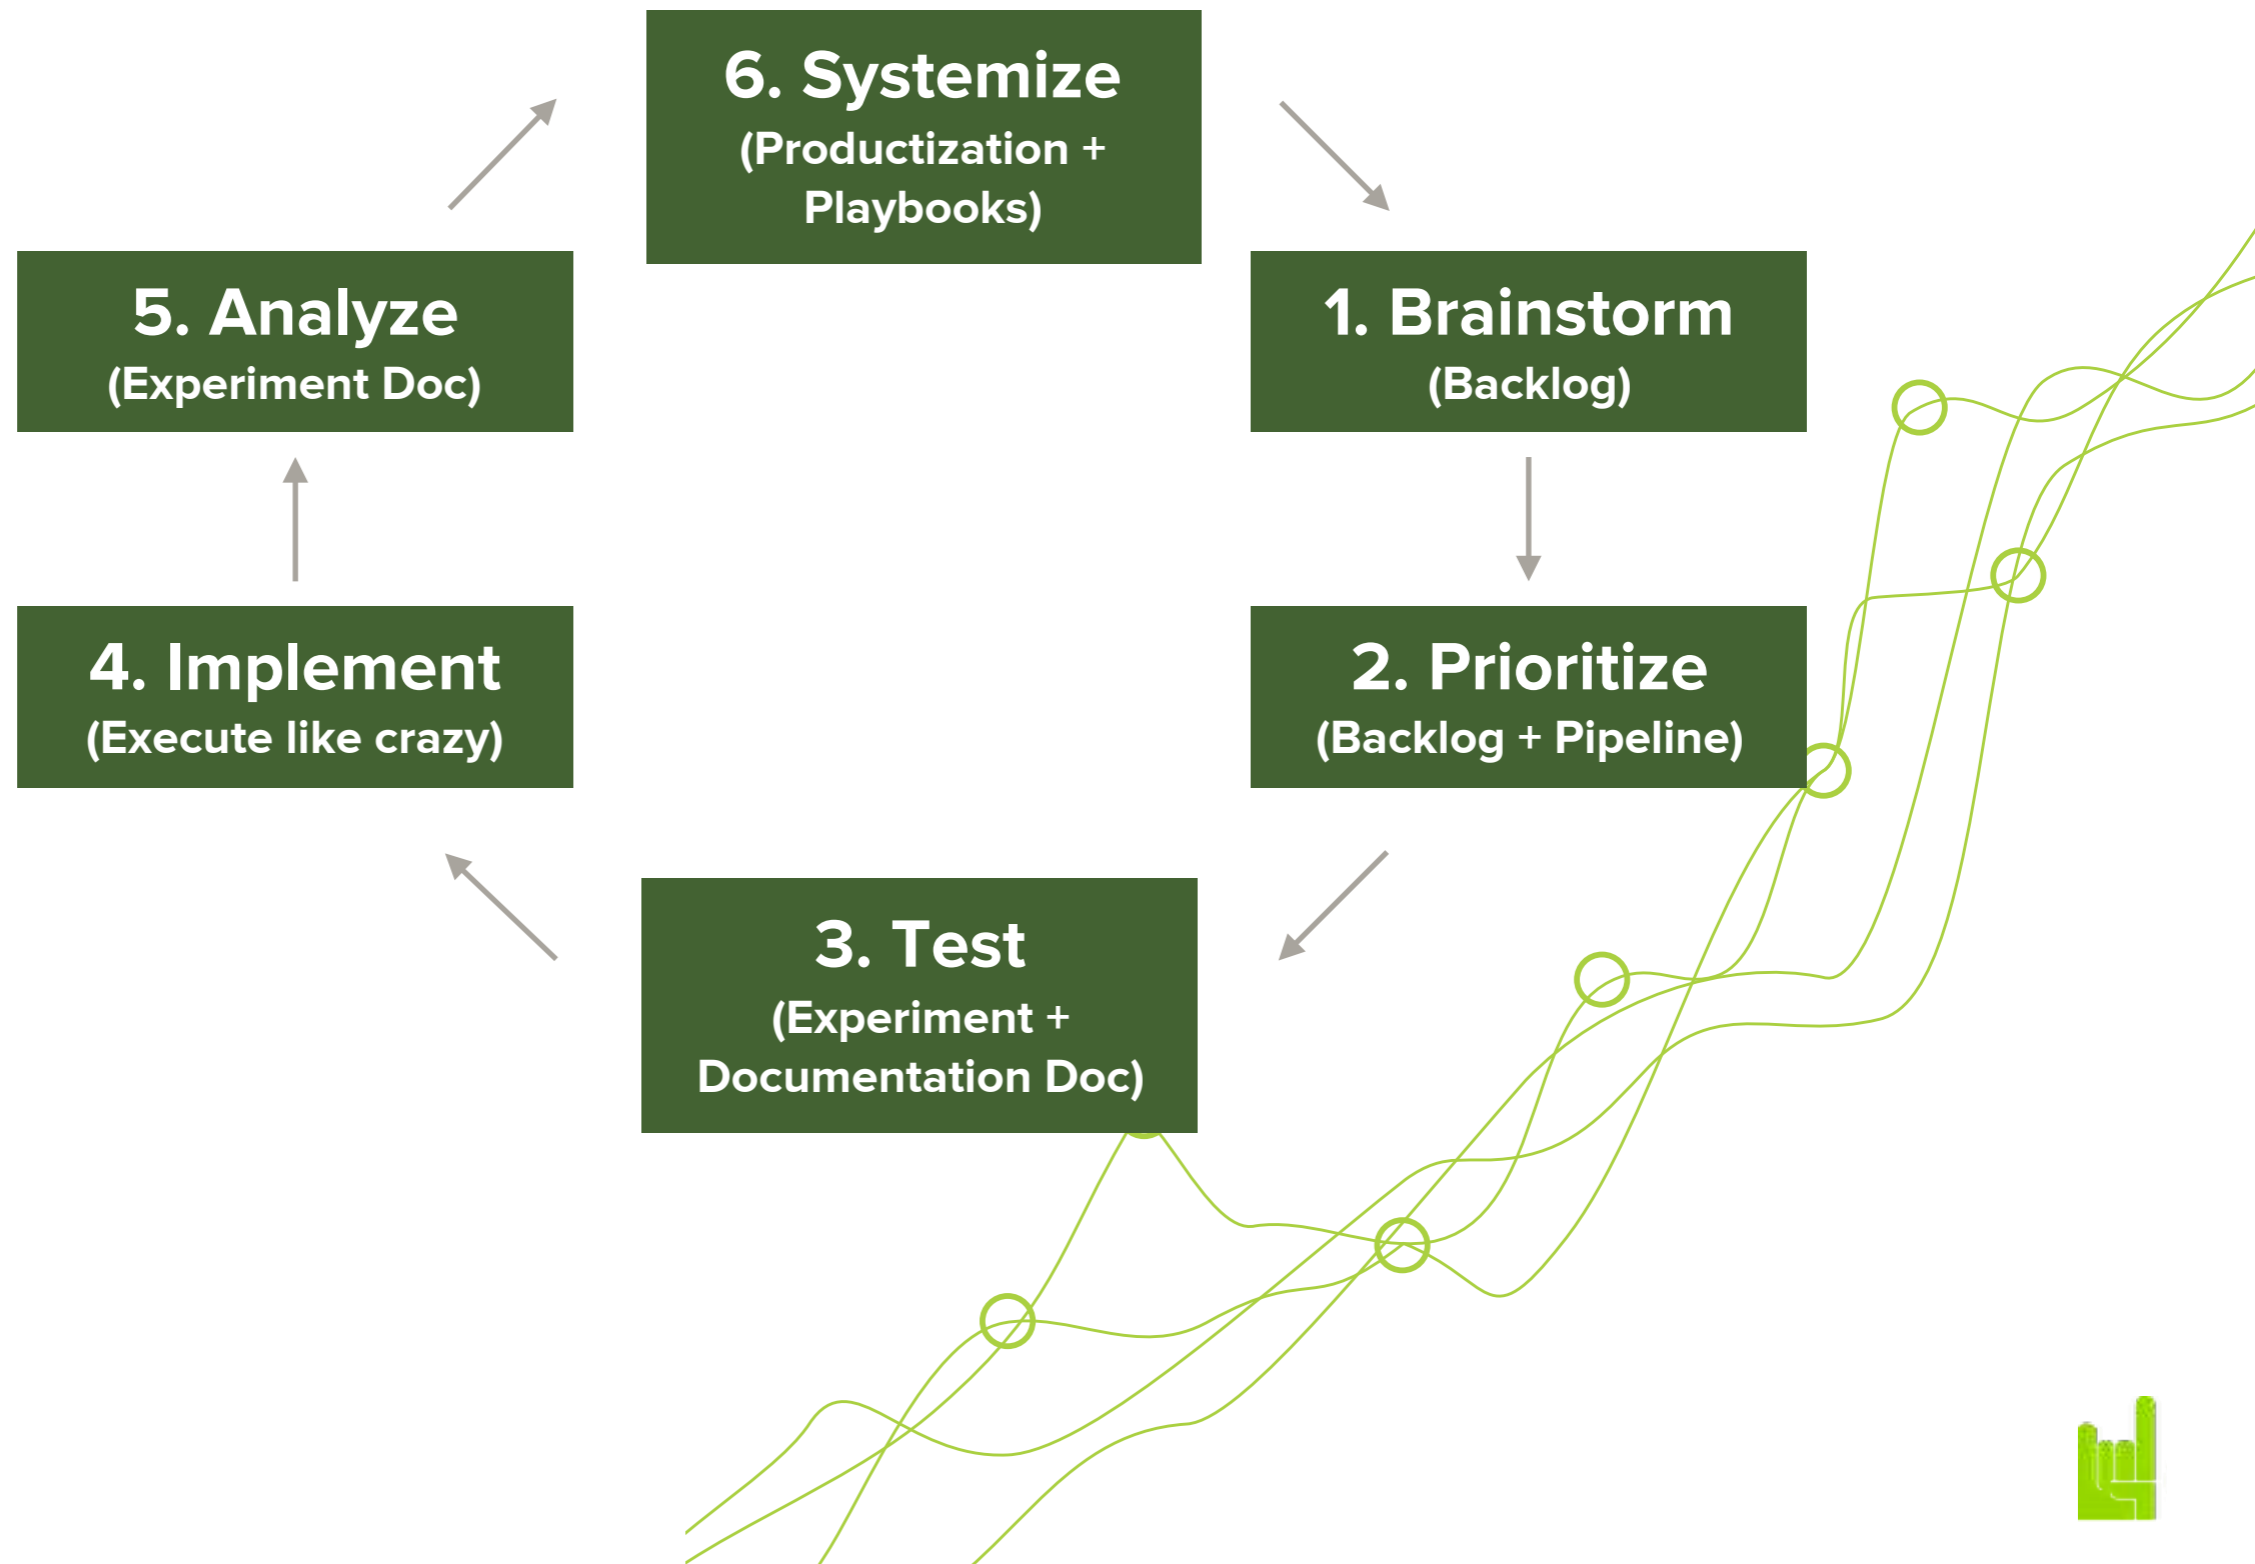 6. Systemize
(Productization +
Playbooks)
5. Analyze
(Experiment Doc)
1. Brainstorm
(Backlog)
4. Implement
(Execute like crazy)
2. Prioritize
(Backlog + Pipeline)
3. Test
(Experiment +
Documentation Doc)